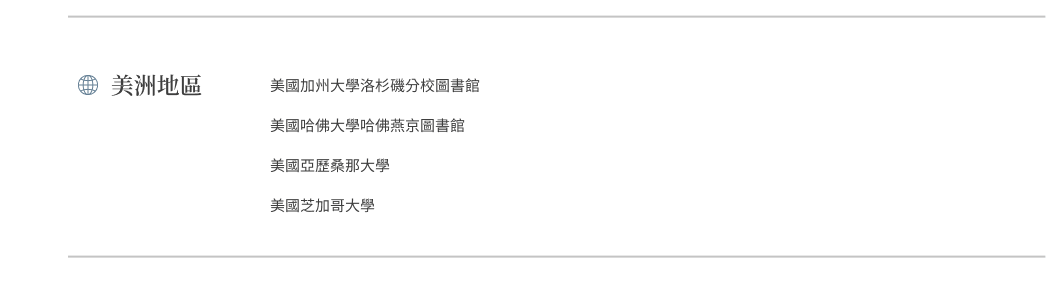 美洲地區
美國加州大學洛杉磯分校圖書館
美國哈佛大學哈佛燕京圖書館
美國亞歷桑那大學
美國芝加哥大學